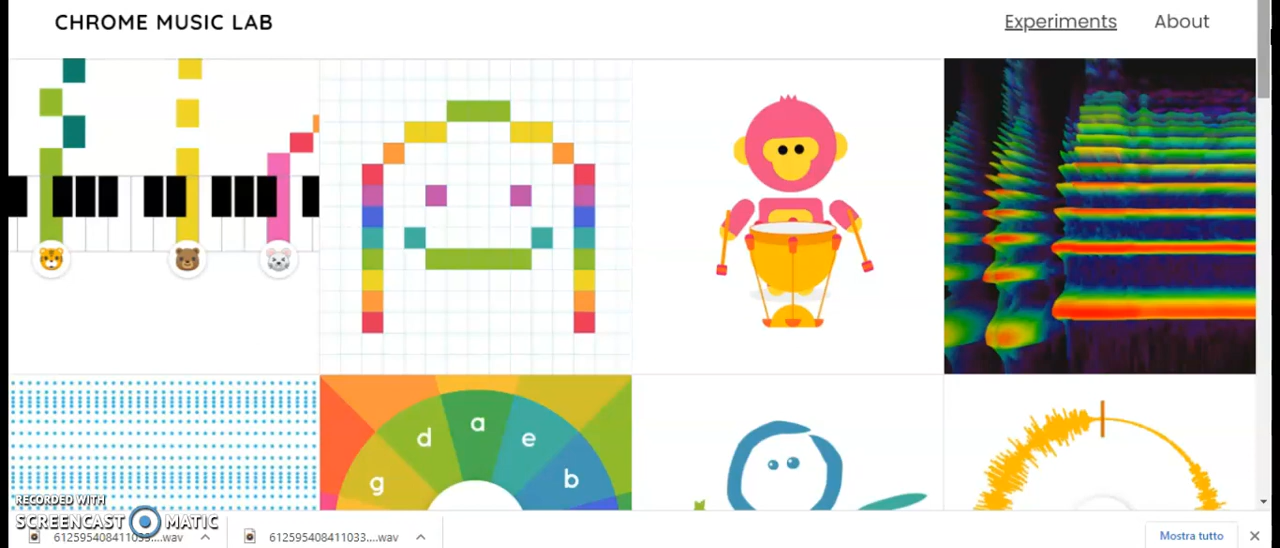 CHROME MUSIC LAB
Experiments About
g d a e b
RECORDED WITH
SCREENCAST MATIC
612595408411033....wav
612595408411033....wav
Mostra tutto